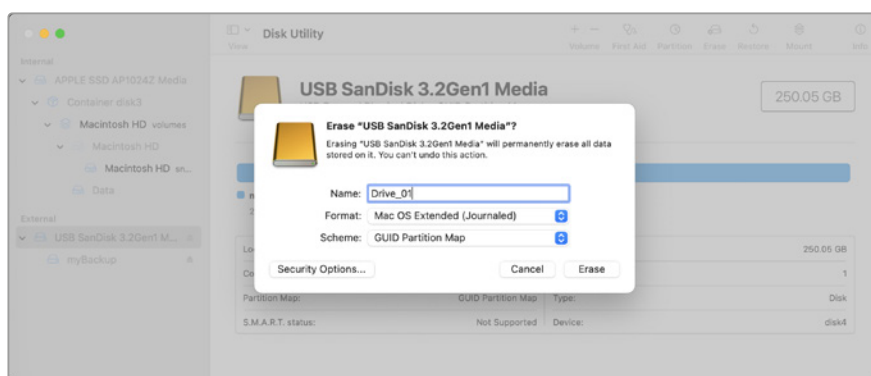 View
Disk Utility
Volume
First Aid
Partition
Erase
Restore
Mount
Info
Internal
APPLE SSD AP1024Z Media
Container disk3
Macintosh HD volumes
Macintosh HD
Macintosh HD sn...
Data
External
USB SanDisk 3.2Gen1 M...
myBackup
USB SanDisk 3.2Gen1 Media
250.05 GB
Erase “USB SanDisk 3.2Gen1 Media”?
Erasing “USB SanDisk 3.2Gen1 Media” will permanently erase all data
stored on it. You can’t undo this action.
Name: Drive_01
Format: Mac OS Extended (Journaled)
Scheme: GUID Partition Map
Security Options...
Cancel
Erase
250.05 GB
1
Partition Map: GUID Partition Map
Type: Disk
S.M.A.R.T. status: Not Supported
Device: disk4